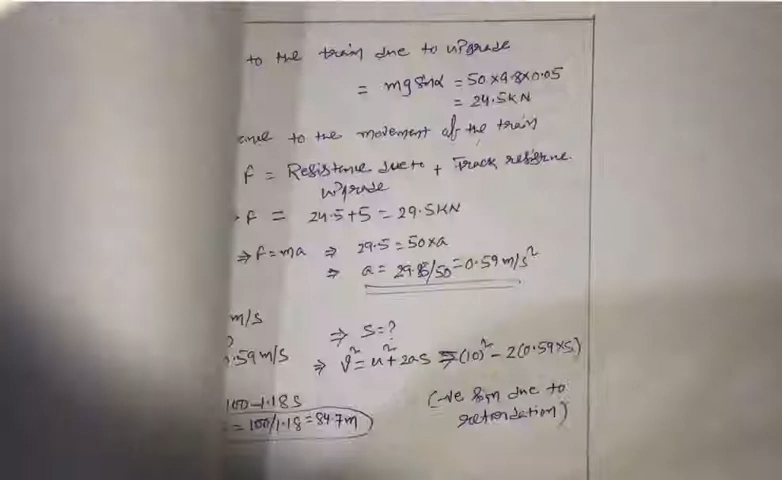 to the train due to upgrade
= mg sinα = 50×9.8×0.05
= 24.5KN
to the movement of the train
F = Resistance due to + Track resistance
upgrade
F = 24.5+5 = 29.5KN
⇒ F=ma ⇒ 29.5 = 50×a
⇒ a = /50 = 0.59 m/s²
m/s ⇒ S=?
?
.59 m/s ⇒ V² = u² + 2as ⇒ (10)² - 2(0.59×S)
100-1.18S (-ve sign due to
= 100/1.18 = 84.7m retardation)